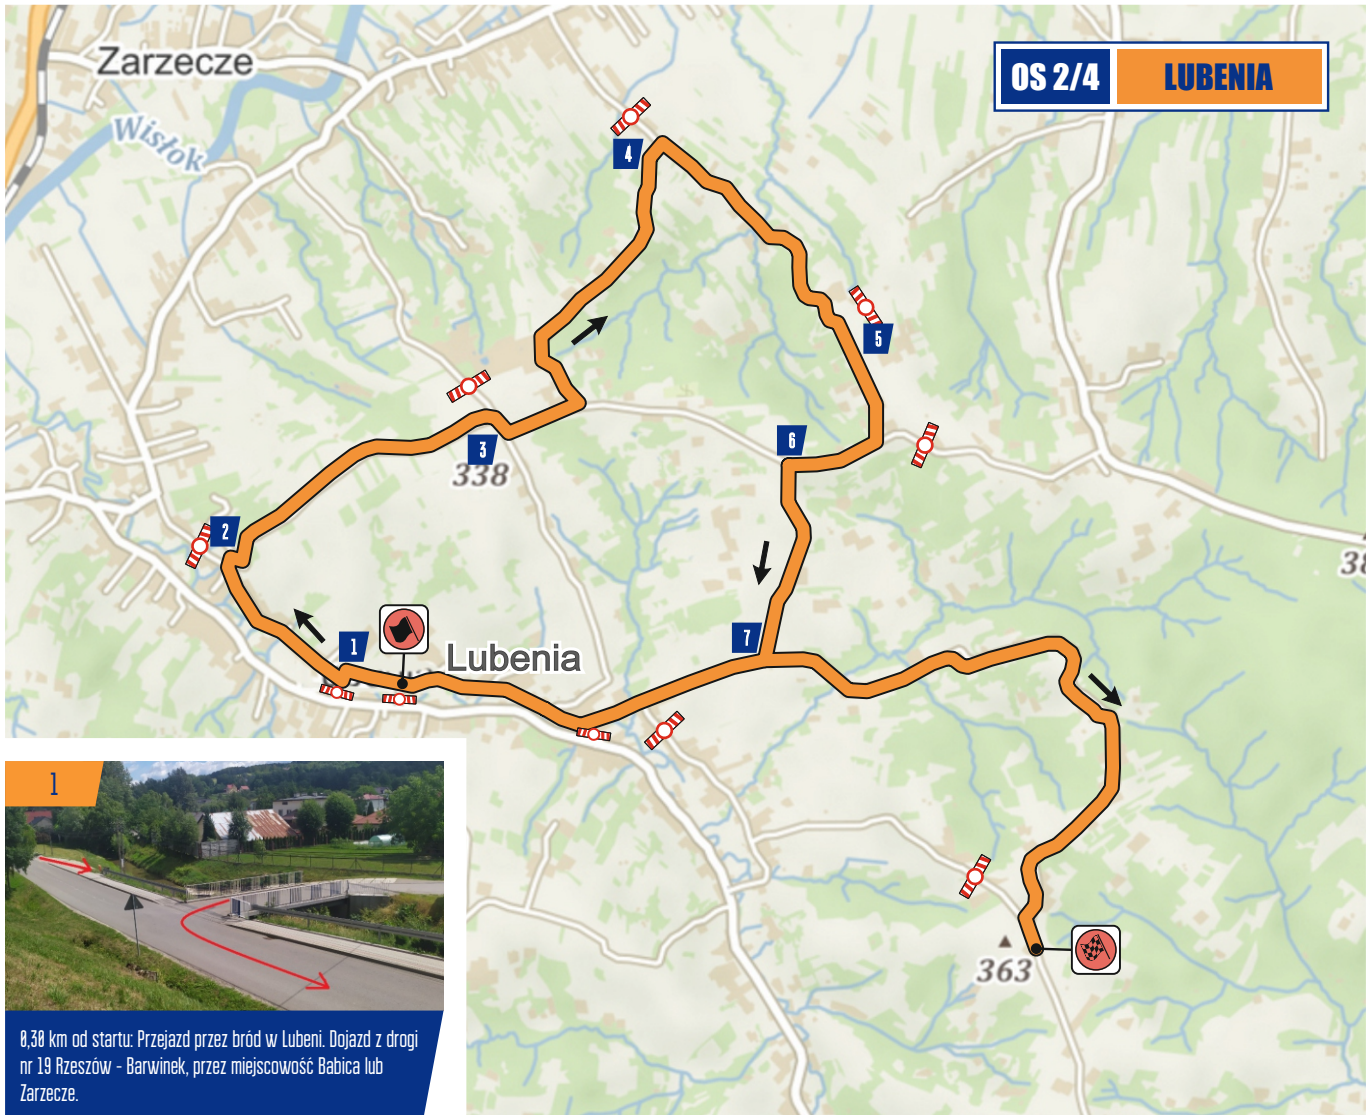 Zarzecze
OS 2/4 LUBENIA
Wisłok
4
5
6
3
338
2
38
7
1
Lubenia
363
1
0,30 km od startu: Przejazd przez bród w Lubeni. Dojazd z drogi
nr 19 Rzeszów - Barwinek, przez miejscowość Babica lub
Zarzecze.